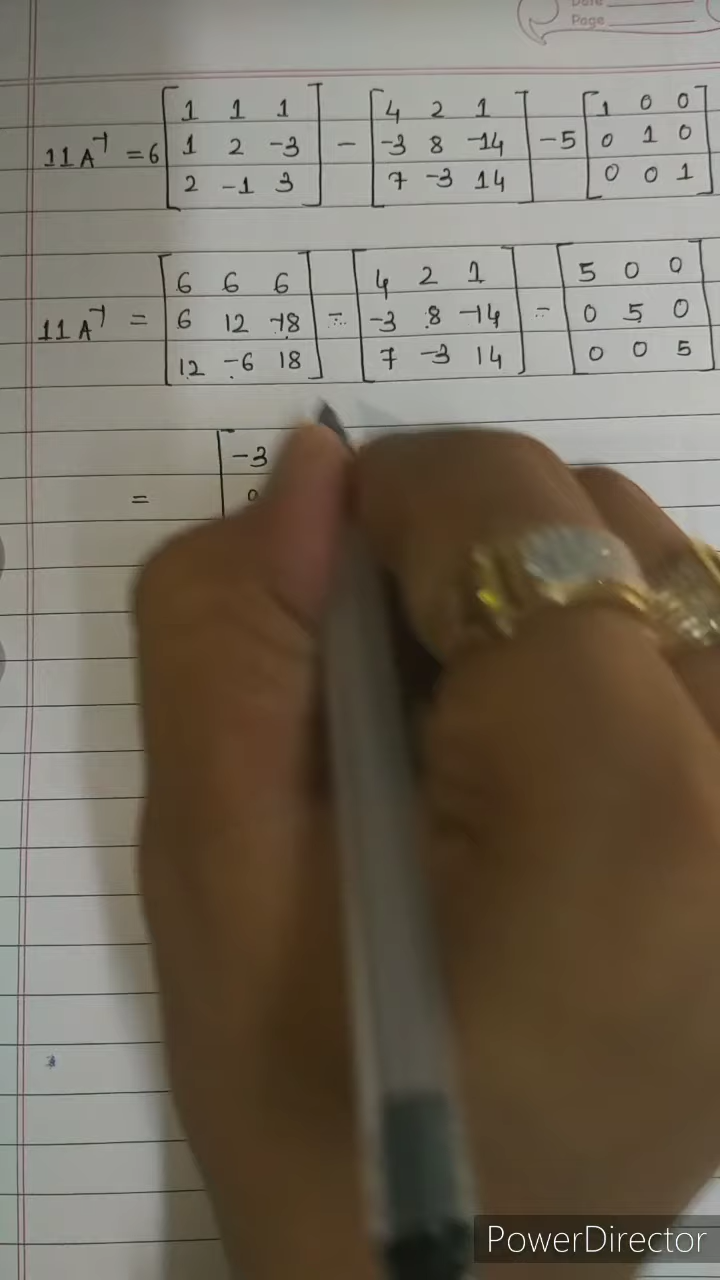 Date
Page
1 1 1 4 2 1 1 0 0
11 A⁻¹ = 6 1 2 -3 - -3 8 -14 -5 0 1 0
2 -1 3 7 -3 14 0 0 1
6 6 6 4 2 1 5 0 0
11 A⁻¹ = 6 12 -18 - -3 8 -14 - 0 5 0
12 -6 18 7 -3 14 0 0 5
-3
=
PowerDirector